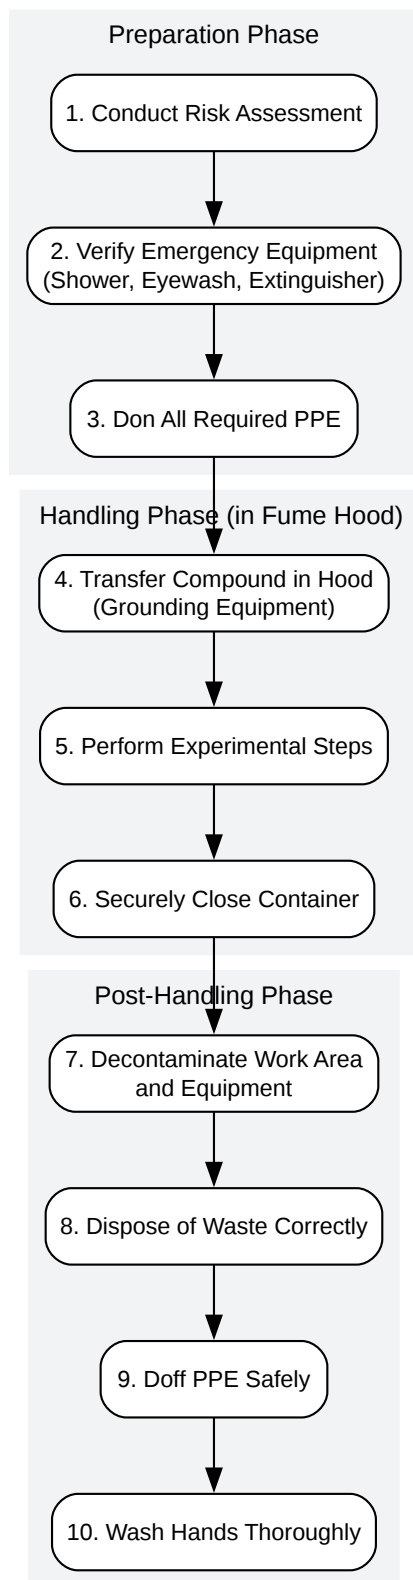 Preparation Phase
1. Conduct Risk Assessment
2. Verify Emergency Equipment
(Shower, Eyewash, Extinguisher)
3. Don All Required PPE
Handling Phase (in Fume Hood)
4. Transfer Compound in Hood
(Grounding Equipment)
5. Perform Experimental Steps
6. Securely Close Container
Post-Handling Phase
7. Decontaminate Work Area
and Equipment
8. Dispose of Waste Correctly
9. Doff PPE Safely
10. Wash Hands Thoroughly